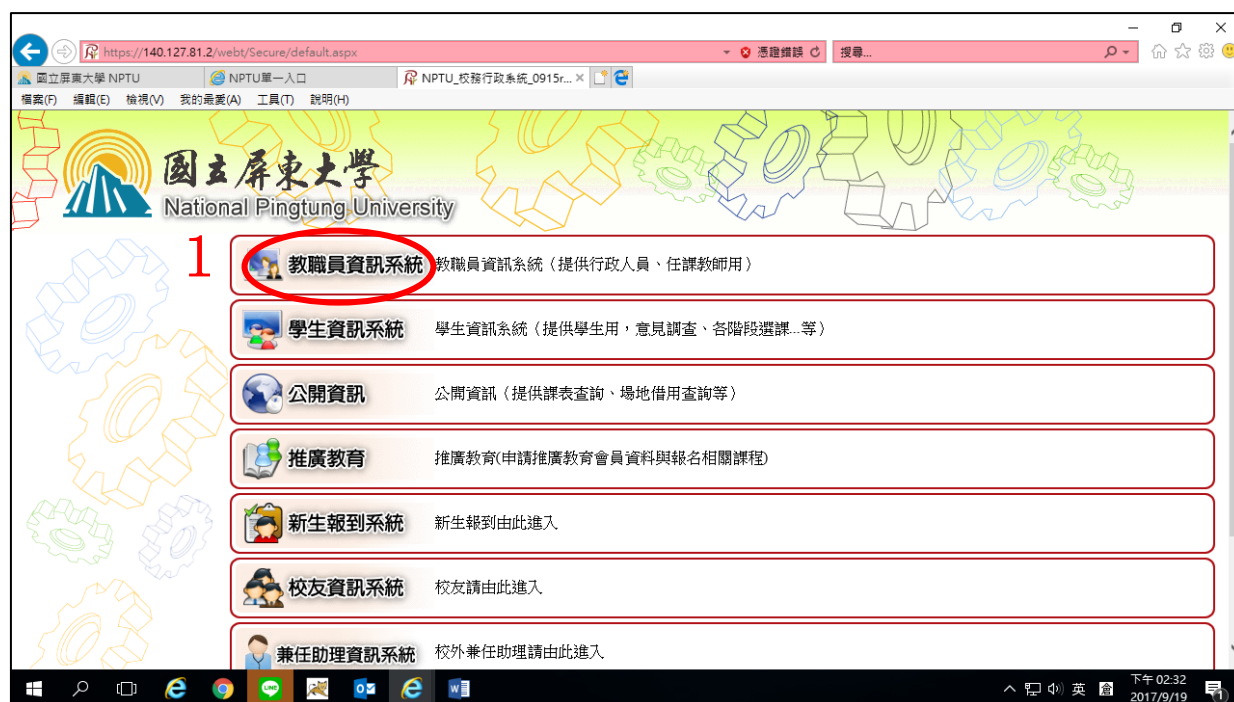 https://140.127.81.2/webt/Secure/default.aspx
憑證錯誤
搜尋...
國立屏東大學 NPTU
NPTU單一入口
NPTU_校務行政系統_0915r...
檔案(F) 編輯(E) 檢視(V) 我的最愛(A) 工具(T) 說明(H)
國立屏東大學
National Pingtung University
1
教職員資訊系統 教職員資訊系統（提供行政人員、任課教師用）
學生資訊系統 學生資訊系統（提供學生用，意見調查、各階段選課...等）
公開資訊 公開資訊（提供課表查詢、場地借用查詢等）
推廣教育 推廣教育(申請推廣教育會員資料與報名相關課程)
新生報到系統 新生報到由此進入
校友資訊系統 校友請由此進入
兼任助理資訊系統 校外兼任助理請由此進入
LINE
英
倉
下午 02:32
2017/9/19
1